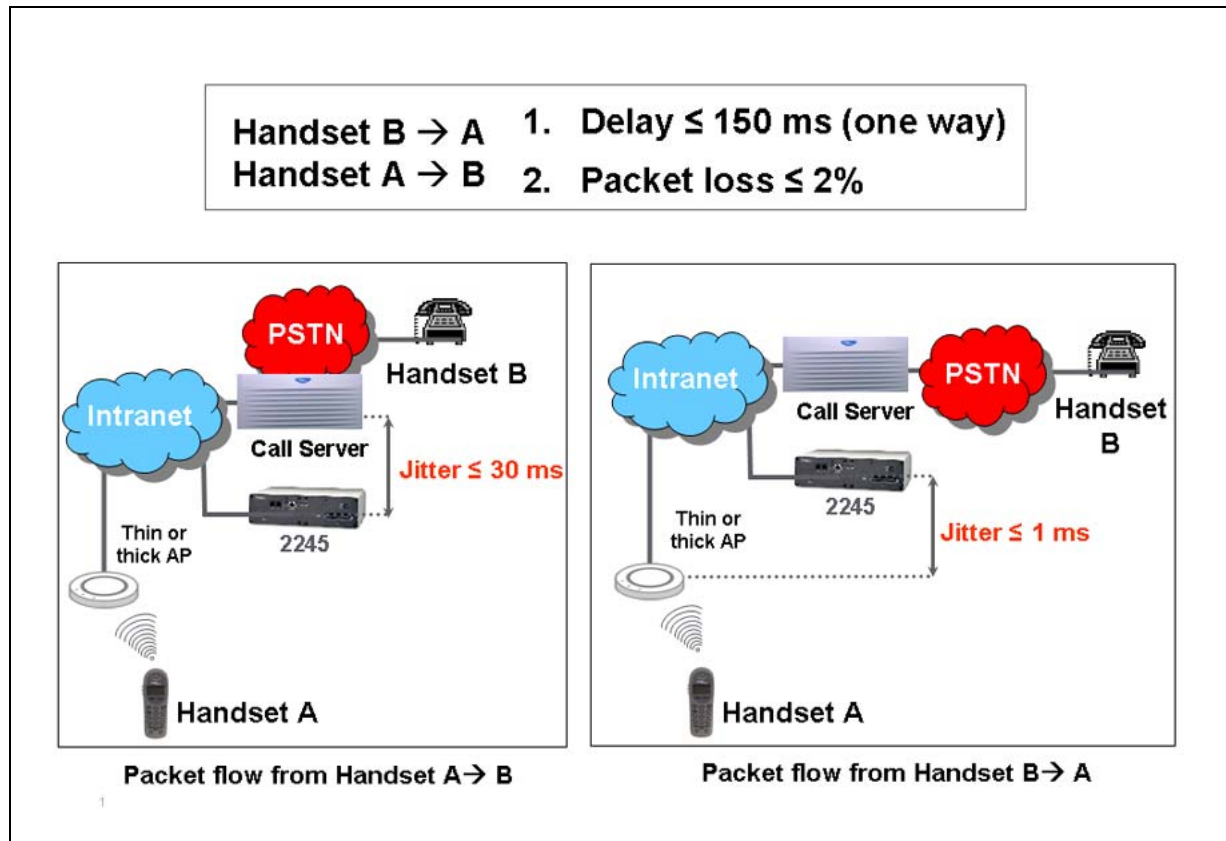 Handset B → A
Handset A → B
1. Delay ≤ 150 ms (one way)
2. Packet loss ≤ 2%
PSTN
Handset B
Intranet
Call Server
Jitter ≤ 30 ms
2245
Thin or
thick AP
Handset A
Packet flow from Handset A→ B
Intranet
PSTN
Call Server
Handset
B
2245
Thin or
thick AP
Jitter ≤ 1 ms
Handset A
Packet flow from Handset B→ A
1